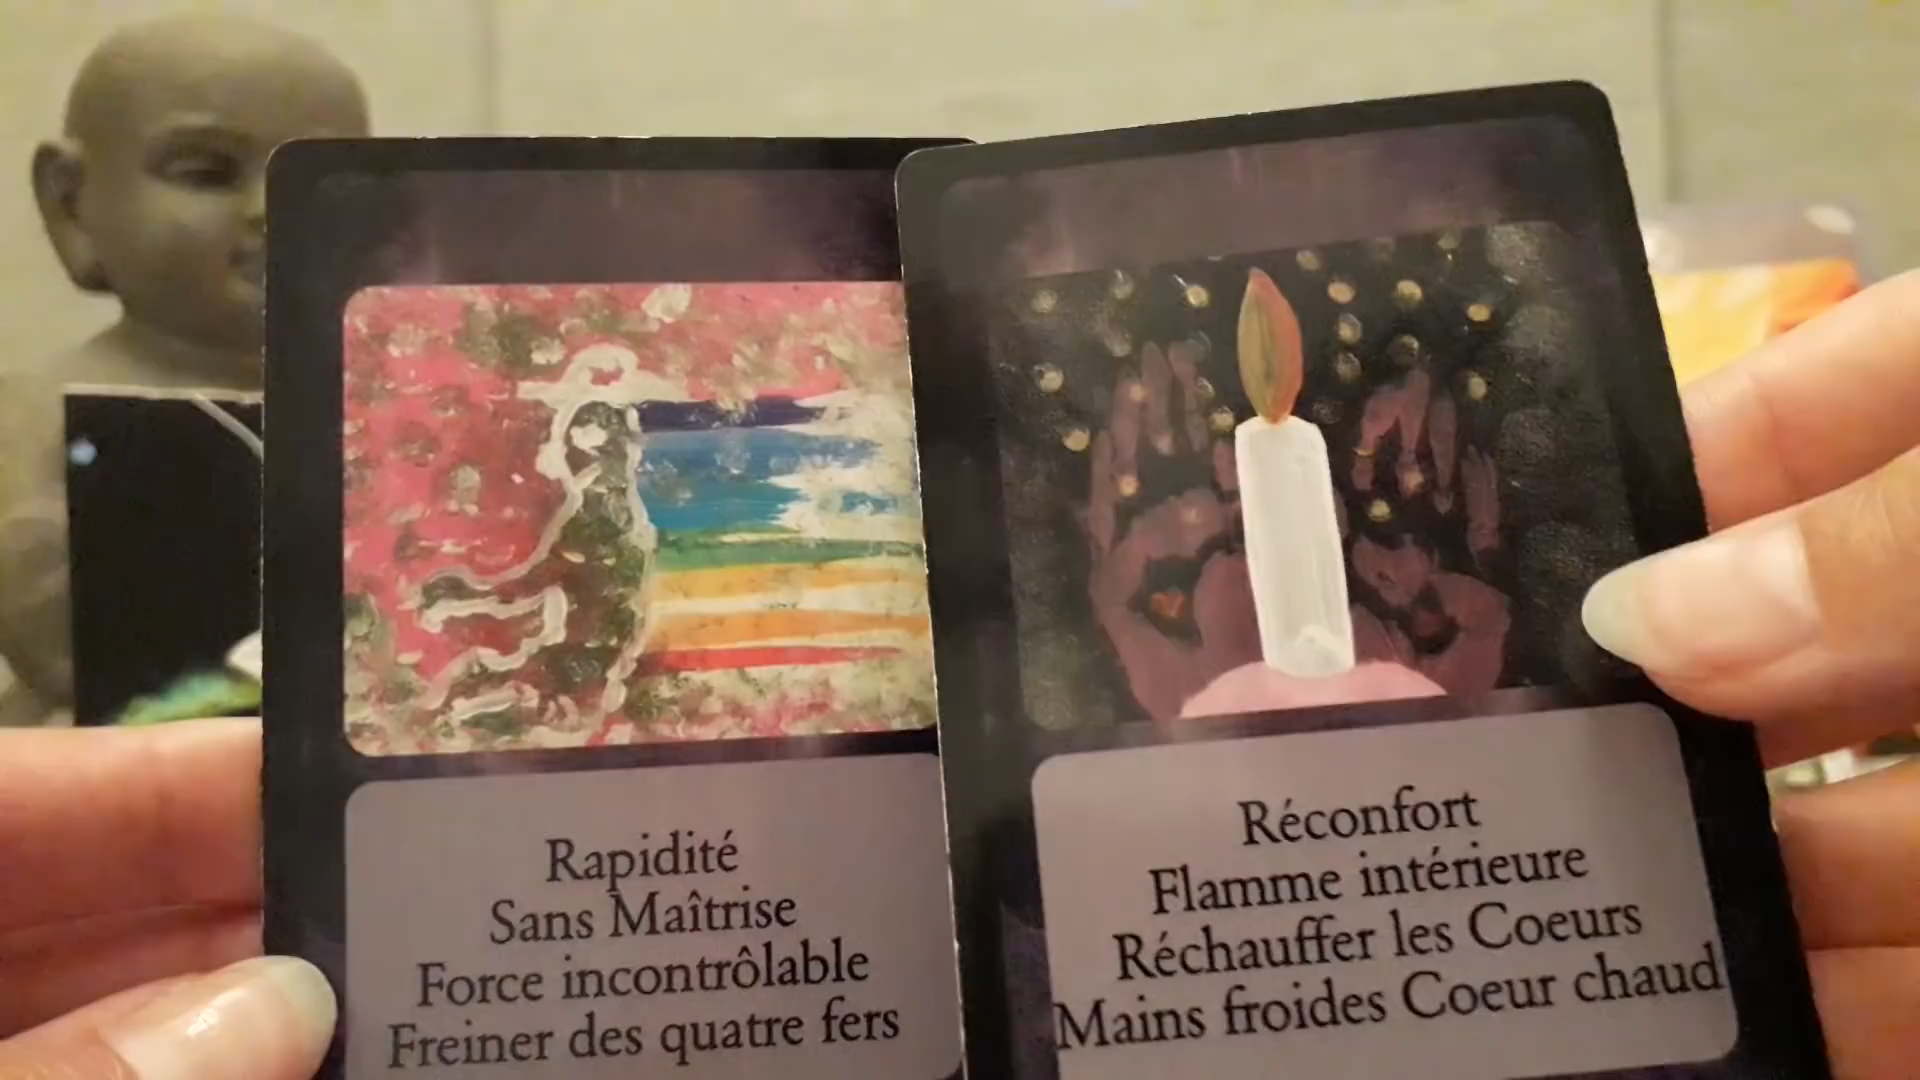 Rapidité
Sans Maîtrise
Force incontrôlable
Freiner des quatre fers
Réconfort
Flamme intérieure
Réchauffer les Coeurs
Mains froides Coeur chaud